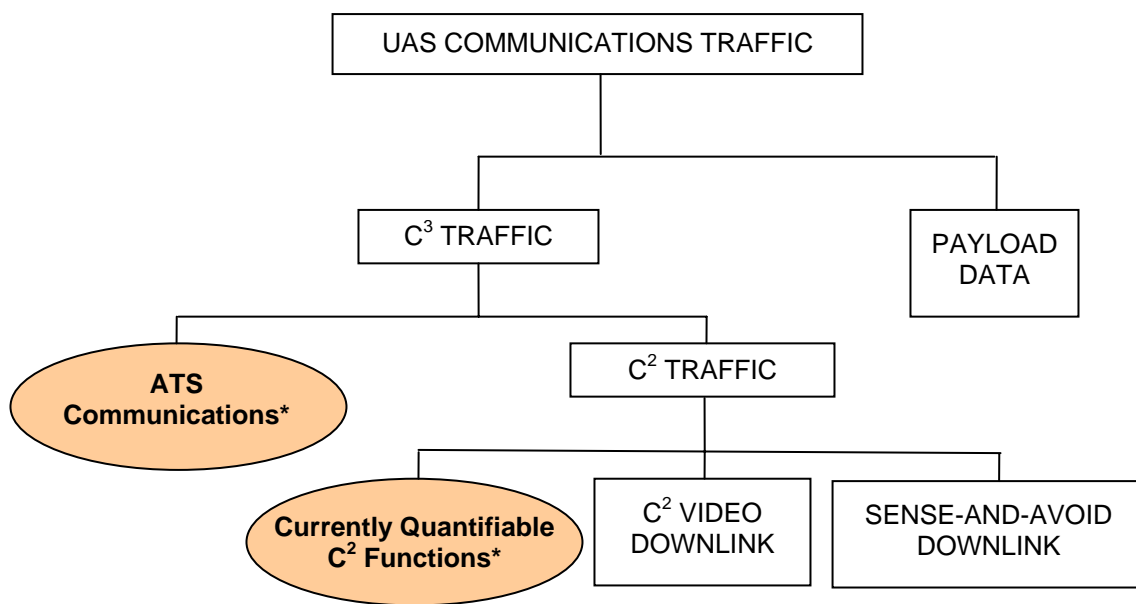 UAS COMMUNICATIONS TRAFFIC
C³ TRAFFIC
PAYLOAD
DATA
ATS
Communications*
C² TRAFFIC
Currently Quantifiable
C² Functions*
C² VIDEO
DOWNLINK
SENSE-AND-AVOID
DOWNLINK